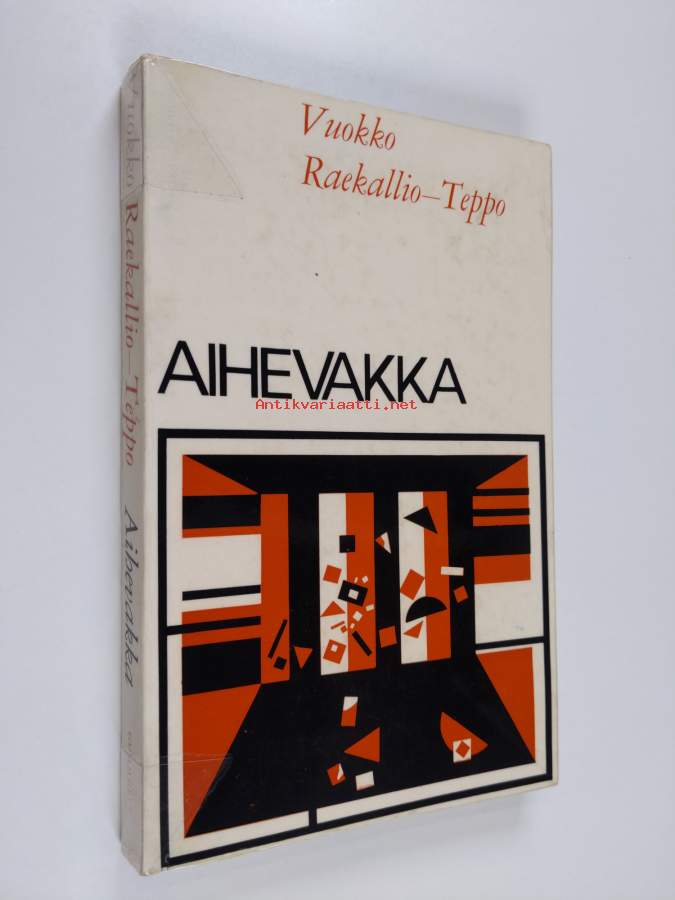 Vuokko
Raekallio–Teppo
AIHEVAKKA
Antikvariaatti.net
Vuokko Raekallio–Teppo Aihevakka